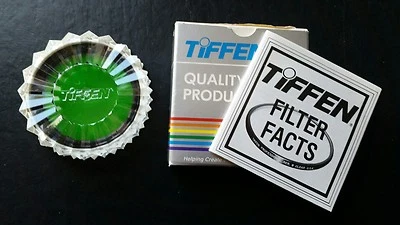 TiFFEN
TiFFEN
QUALITY
PRODU
Helping Crea
TiFFEN
FILTER
FACTS